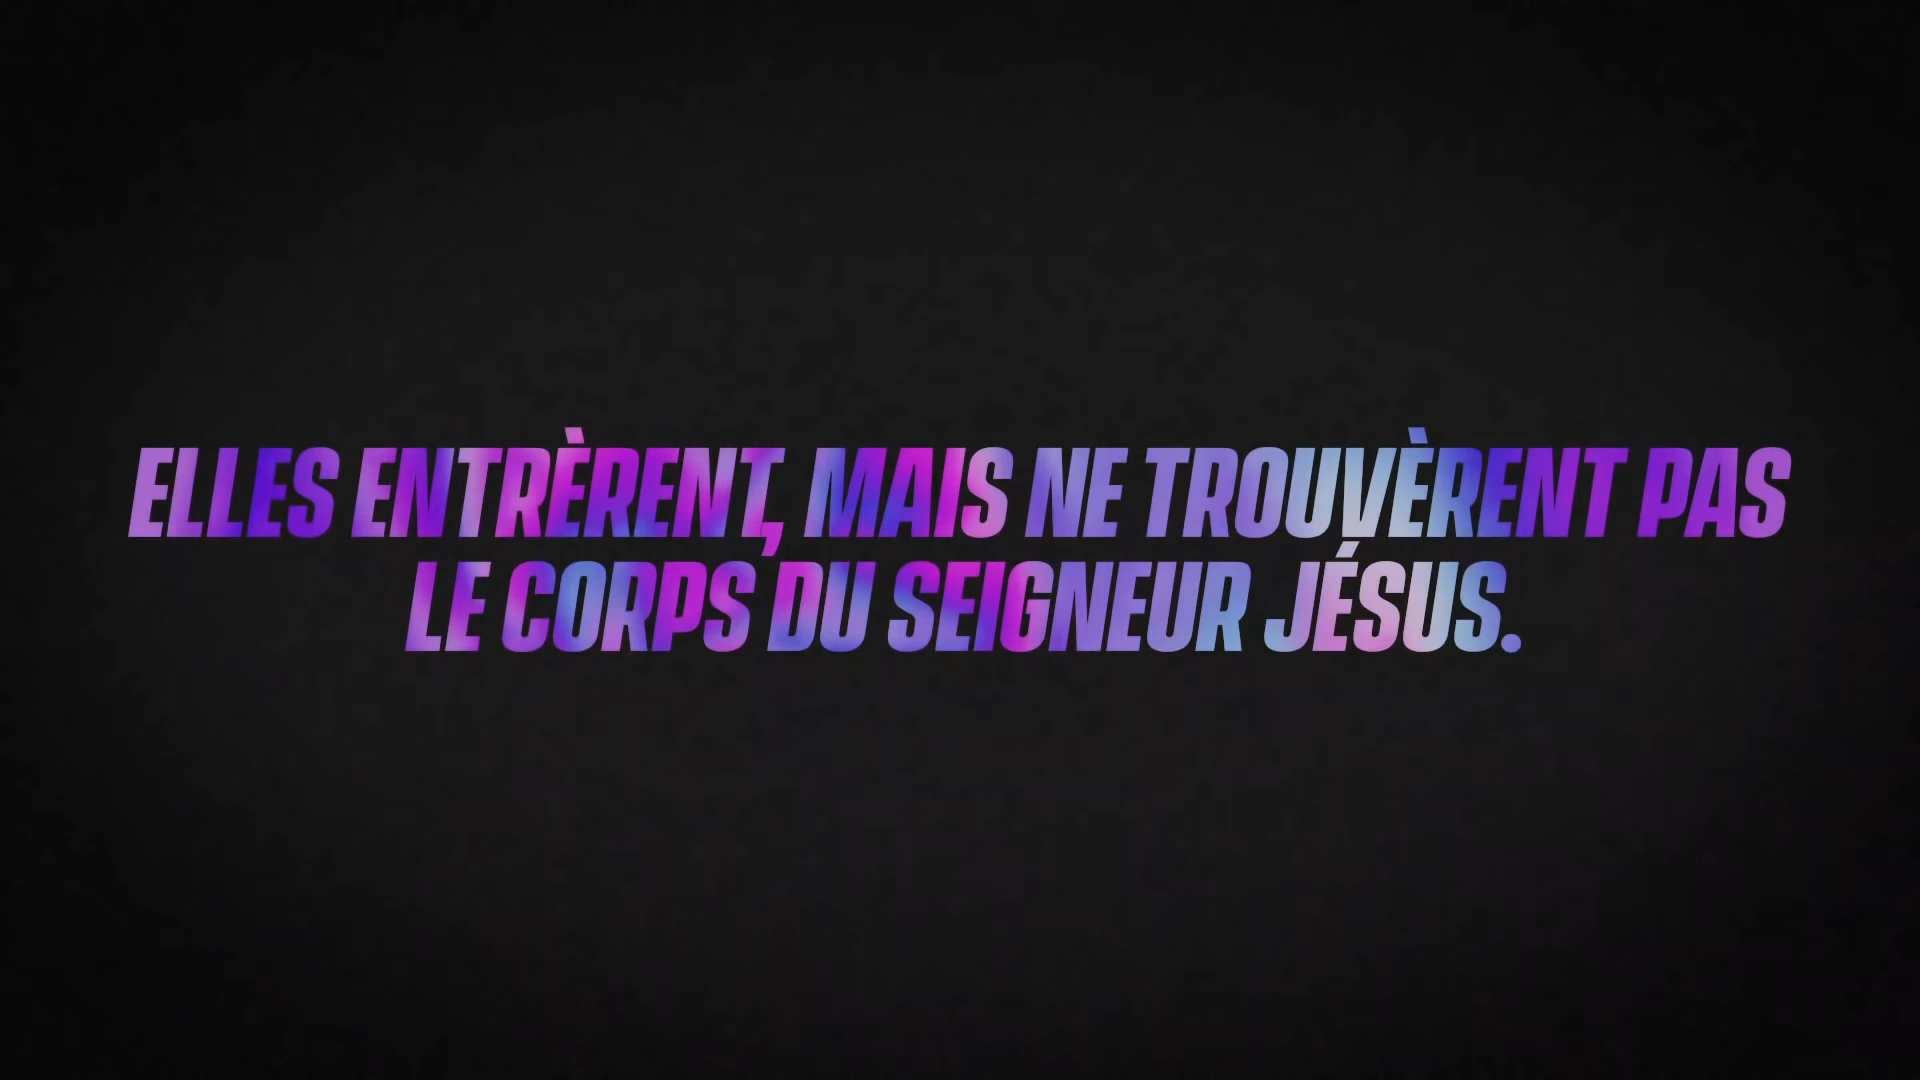 ELLES ENTRÈRENT, MAIS NE TROUVÈRENT PAS
LE CORPS DU SEIGNEUR JÉSUS.